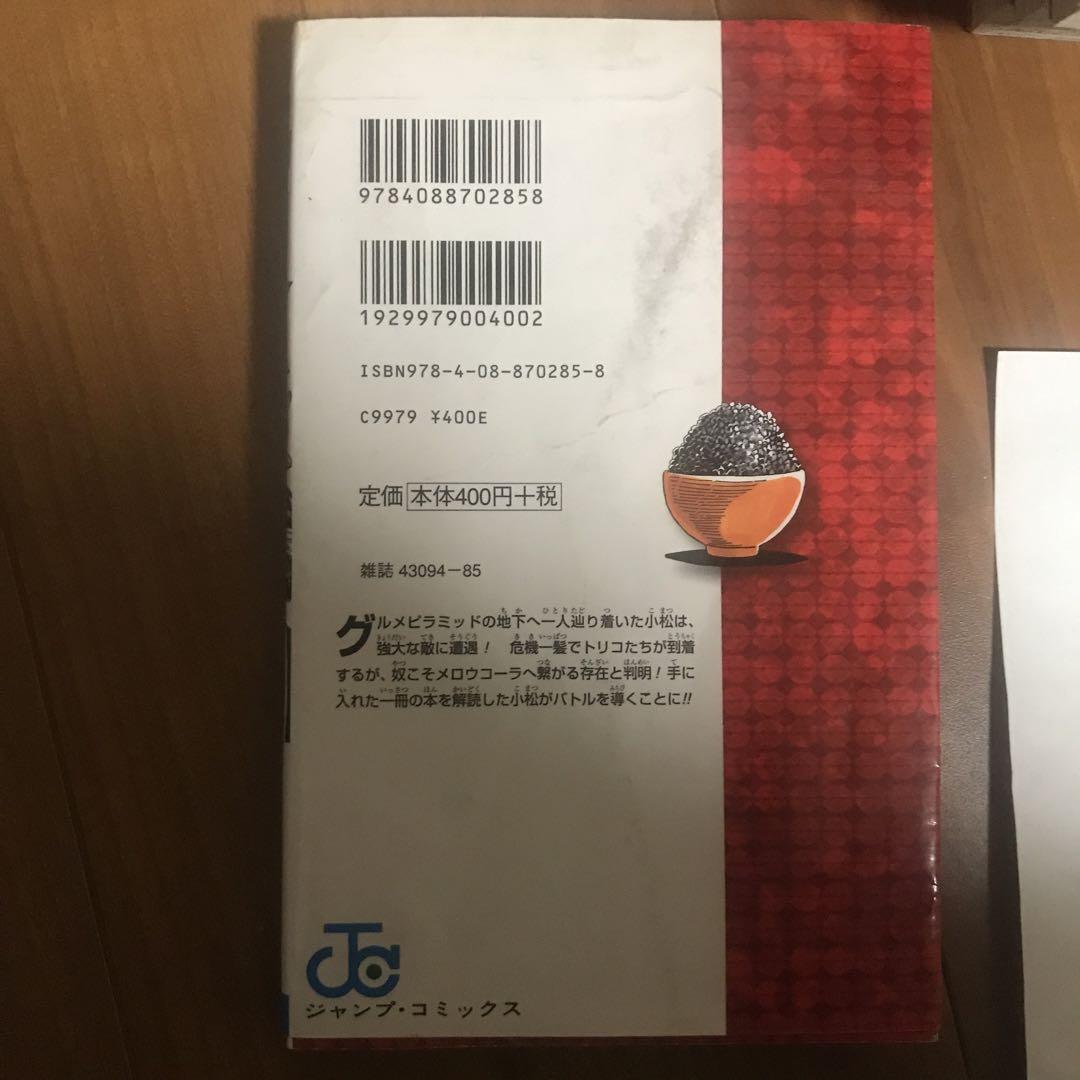 9784088702858
1929979004002
ISBN978-4-08-870285-8
C9979 ¥400E
定価 本体400円+税
雑誌 43094-85
グルメピラミッドの地下へ一人辿り着いた小松は、
強大な敵に遭遇! 危機一髪でトリコたちが到着
するが、奴こそメロウコーラへ繋がる存在と判明!手に
入れた一冊の本を解読した小松がバトルを導くことに!!
JC
ジャンプ・コミックス